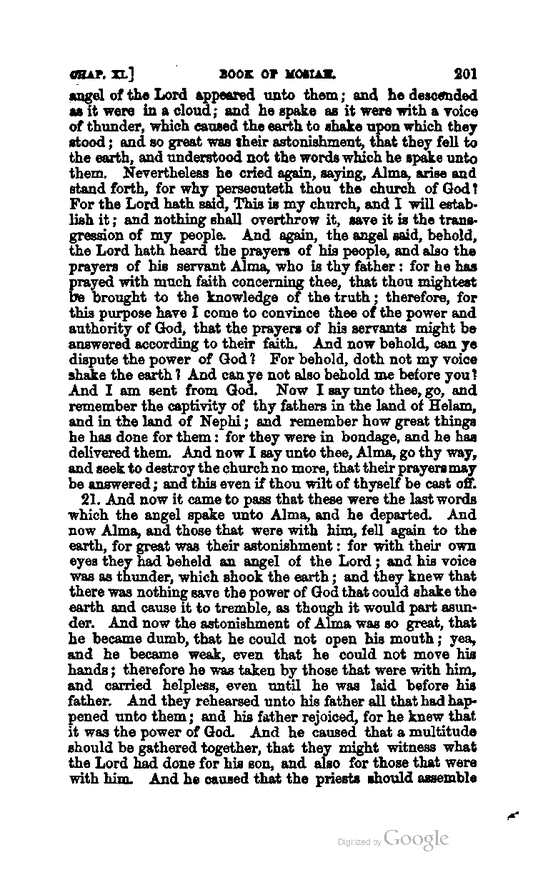 CHAP. XI.] BOOK OF MOSIAH. 201
angel of the Lord appeared unto them; and he descended
as it were in a cloud; and he spake as it were with a voice
of thunder, which caused the earth to shake upon which they
stood; and so great was their astonishment, that they fell to
the earth, and understood not the words which he spake unto
them. Nevertheless he cried again, saying, Alma, arise and
stand forth, for why persecuteth thou the church of God?
For the Lord hath said, This is my church, and I will estab-
lish it; and nothing shall overthrow it, save it is the trans-
gression of my people. And again, the angel said, behold,
the Lord hath heard the prayers of his people, and also the
prayers of his servant Alma, who is thy father: for he has
prayed with much faith concerning thee, that thou mightest
be brought to the knowledge of the truth; therefore, for
this purpose have I come to convince thee of the power and
authority of God, that the prayers of his servants might be
answered according to their faith. And now behold, can ye
dispute the power of God? For behold, doth not my voice
shake the earth? And can ye not also behold me before you?
And I am sent from God. Now I say unto thee, go, and
remember the captivity of thy fathers in the land of Helam,
and in the land of Nephi; and remember how great things
he has done for them: for they were in bondage, and he has
delivered them. And now I say unto thee, Alma, go thy way,
and seek to destroy the church no more, that their prayers may
be answered; and this even if thou wilt of thyself be cast off.
21. And now it came to pass that these were the last words
which the angel spake unto Alma, and he departed. And
now Alma, and those that were with him, fell again to the
earth, for great was their astonishment: for with their own
eyes they had beheld an angel of the Lord; and his voice
was as thunder, which shook the earth; and they knew that
there was nothing save the power of God that could shake the
earth and cause it to tremble, as though it would part asun-
der. And now the astonishment of Alma was so great, that
he became dumb, that he could not open his mouth; yea,
and he became weak, even that he could not move his
hands; therefore he was taken by those that were with him,
and carried helpless, even until he was laid before his
father. And they rehearsed unto his father all that had hap-
pened unto them; and his father rejoiced, for he knew that
it was the power of God. And he caused that a multitude
should be gathered together, that they might witness what
the Lord had done for his son, and also for those that were
with him. And he caused that the priests should assemble
Digitized by Google